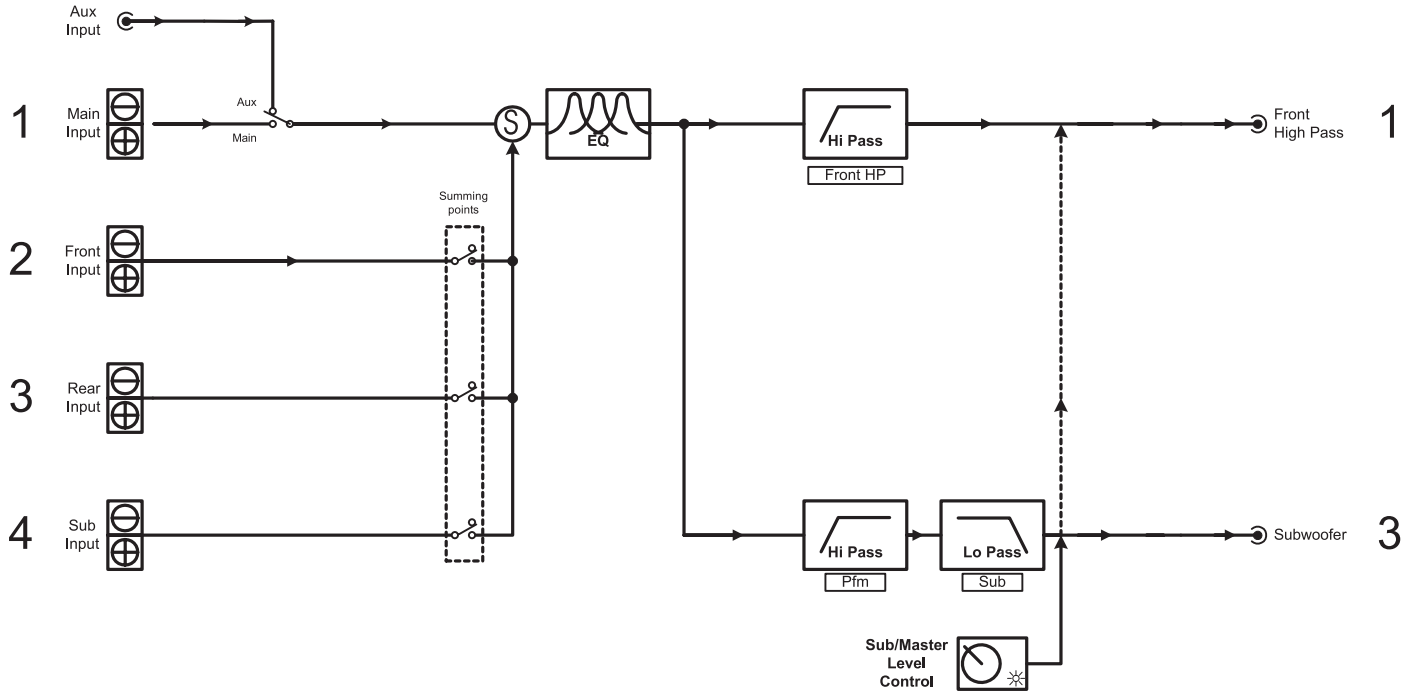 Aux
Input
1
Main
Input
Aux
Main
S
EQ
Hi Pass
Front HP
Front
High Pass
1
Summing
points
2
Front
Input
3
Rear
Input
4
Sub
Input
Hi Pass
Pfm
Lo Pass
Sub
Subwoofer
3
Sub/Master
Level
Control